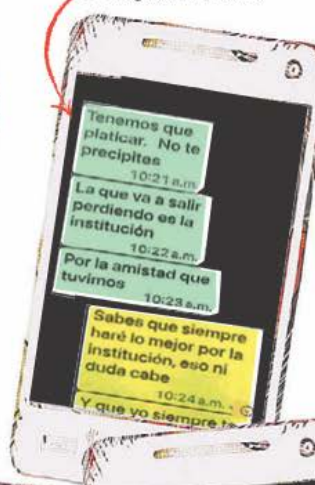 Tenemos que
platicar. No te
precipites
10:21 a.m.
La que va a salir
perdiendo es la
institución
10:22 a.m.
Por la amistad que
tuvimos
10:23 a.m.
Sabes que siempre
haré lo mejor por la
institución, eso ni
duda cabe
10:24 a.m.
Y que yo siempre